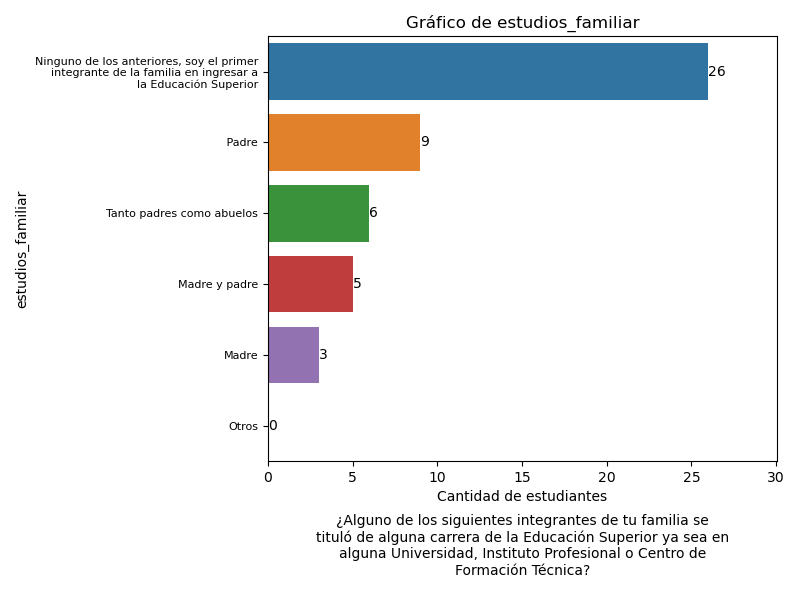 Gráfico de estudios_familiar
Ninguno de los anteriores, soy el primer
integrante de la familia en ingresar a
la Educación Superior
26
Padre
9
Tanto padres como abuelos
6
Madre y padre
5
Madre
3
Otros
0
estudios_familiar
0 5 10 15 20 25 30
Cantidad de estudiantes
¿Alguno de los siguientes integrantes de tu familia se
tituló de alguna carrera de la Educación Superior ya sea en
alguna Universidad, Instituto Profesional o Centro de
Formación Técnica?